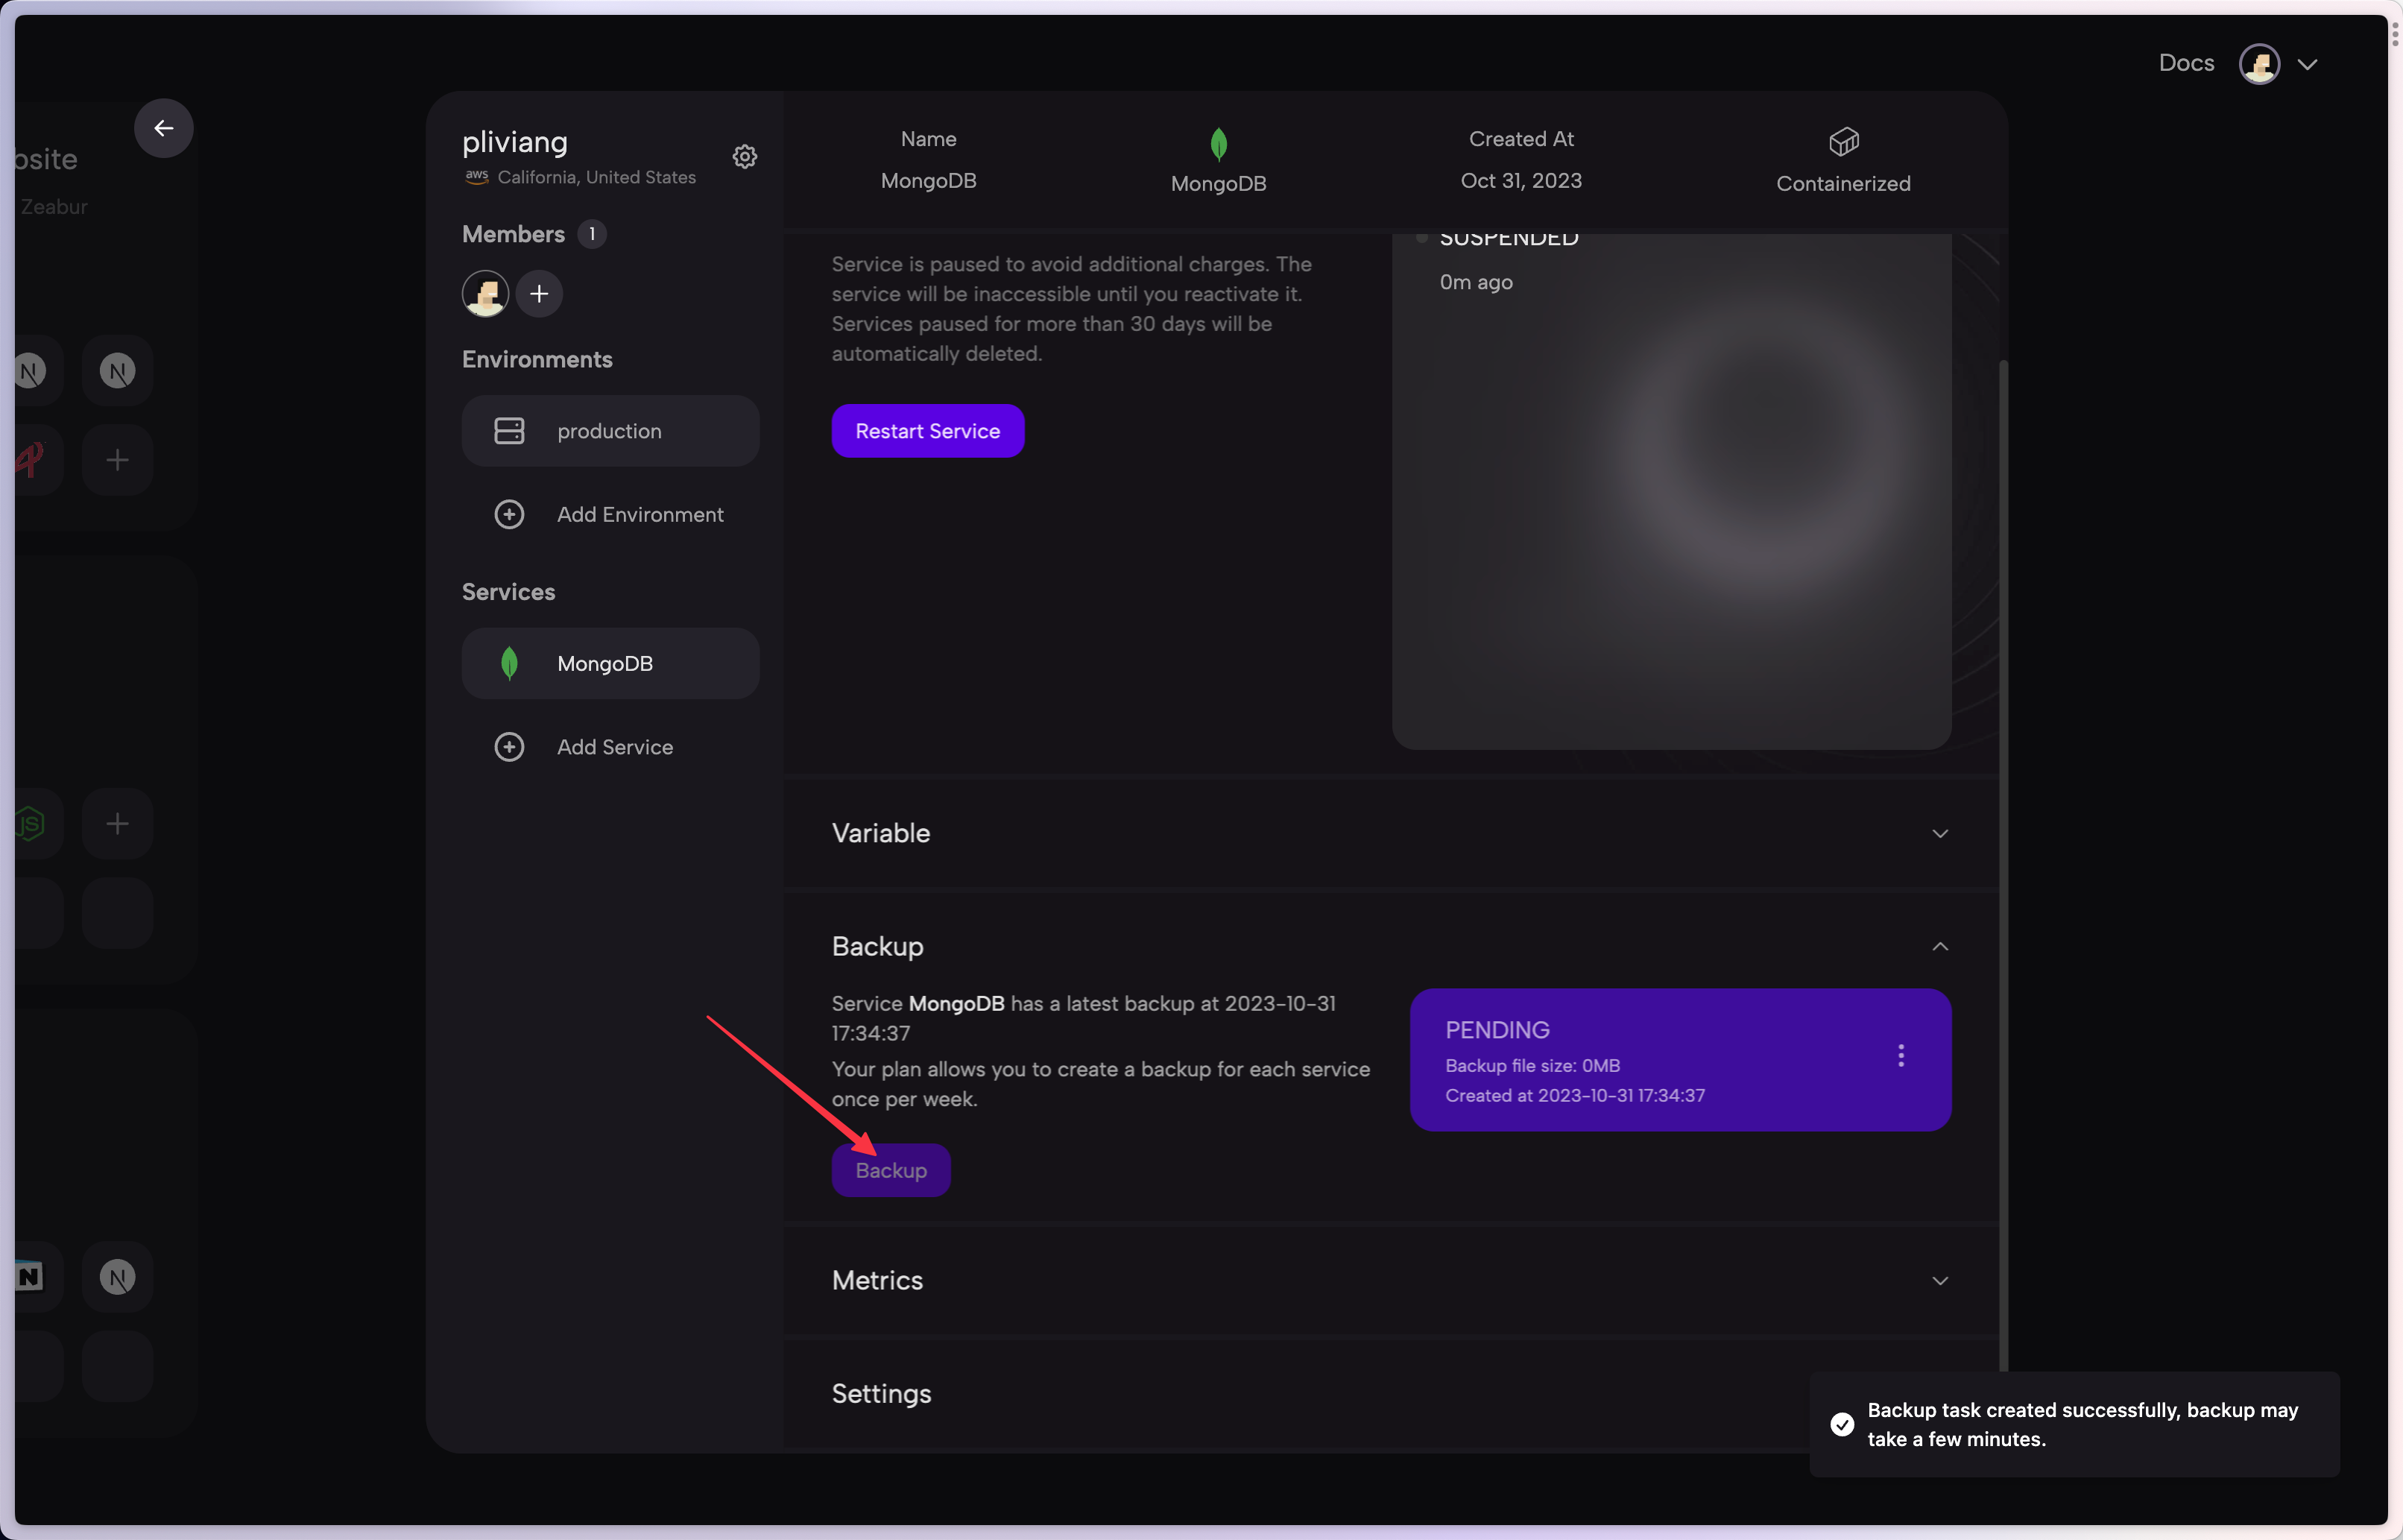 Docs
bsite
Zeabur
pliviang
aws California, United States
Members 1
Environments
production
Add Environment
Services
MongoDB
Add Service
Name
MongoDB
MongoDB
Created At
Oct 31, 2023
Containerized
Service is paused to avoid additional charges. The
service will be inaccessible until you reactivate it.
Services paused for more than 30 days will be
automatically deleted.
Restart Service
SUSPENDED
0m ago
Variable
Backup
Service MongoDB has a latest backup at 2023-10-31
17:34:37
Your plan allows you to create a backup for each service
once per week.
Backup
PENDING
Backup file size: 0MB
Created at 2023-10-31 17:34:37
Metrics
Settings
Backup task created successfully, backup may
take a few minutes.